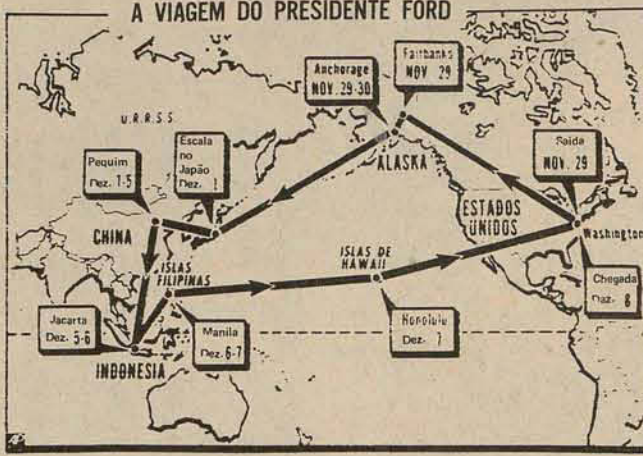 A VIAGEM DO PRESIDENTE FORD
Fairbanks
NOV. 29
Anchorage
NOV. 29-30
ALASKA
U.R.R.S.S.
Escala
no
Japão
Dez. 1
Pequim
Dez. 1-5
CHINA
Saida
NOV. 29
ESTADOS
UNIDOS
Washington
ISLAS
FILIPINAS
ISLAS DE
HAWAII
Chegada
Daz. 8
Jacarta
Dez. 5-6
Manila
Dez. 6-7
Honolulu
Dez. 7
INDONESIA